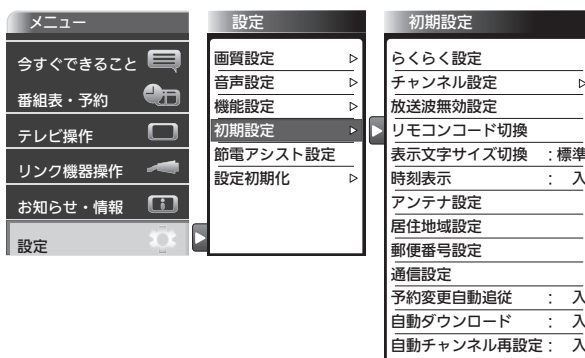 メニュー
今すぐできること
番組表・予約
テレビ操作
リンク機器操作
お知らせ・情報
設定
設定
画質設定
音声設定
機能設定
初期設定
節電アシスト設定
設定初期化
初期設定
らくらく設定
チャンネル設定
放送波無効設定
リモコンコード切換
表示文字サイズ切換 : 標準
時刻表示 : 入
アンテナ設定
居住地域設定
郵便番号設定
通信設定
予約変更自動追従 : 入
自動ダウンロード : 入
自動チャンネル再設定 : 入